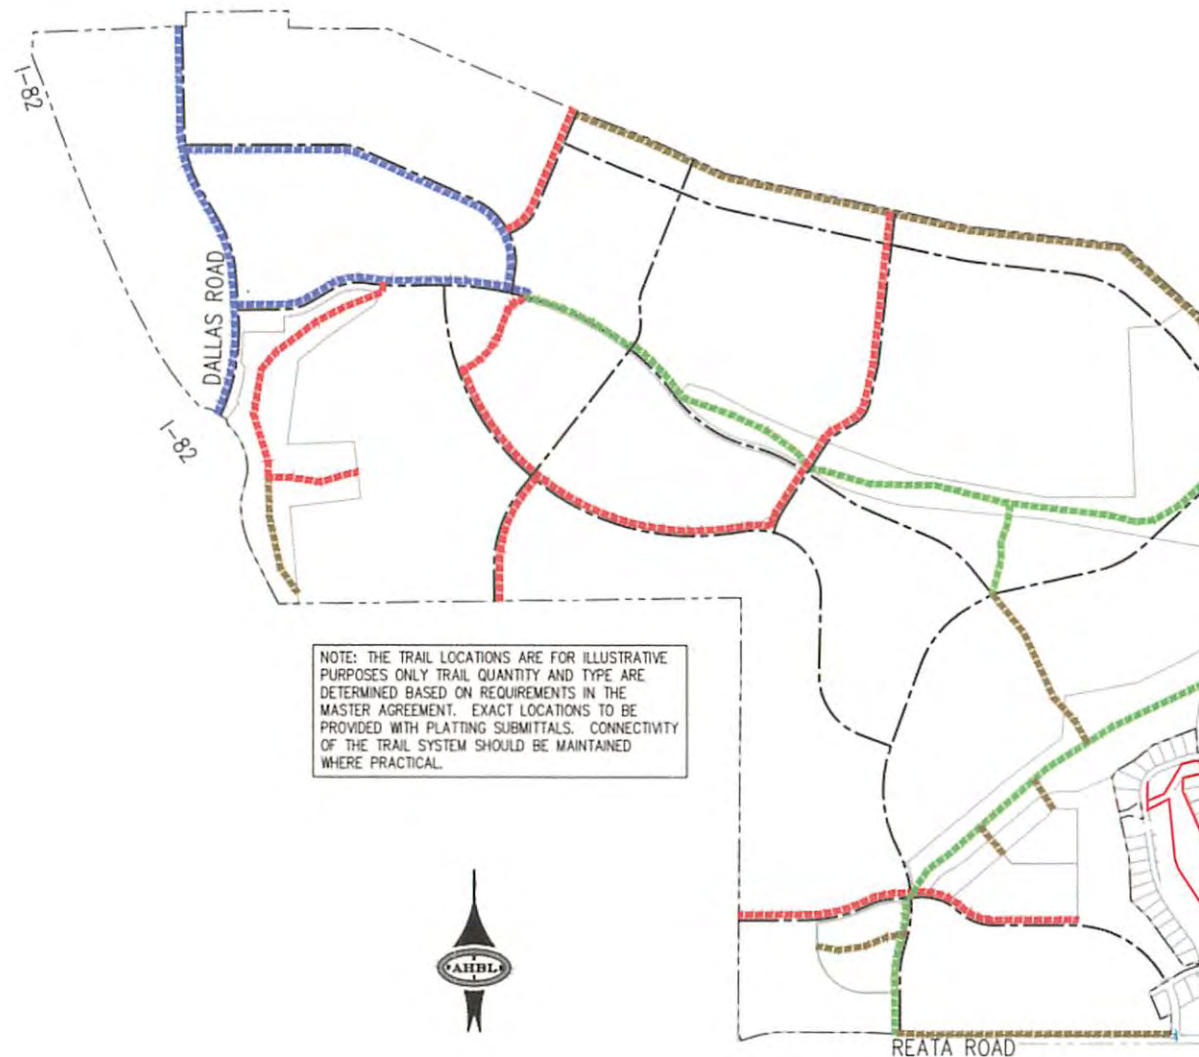 I-82
DALLAS ROAD
I-82
NOTE: THE TRAIL LOCATIONS ARE FOR ILLUSTRATIVE
PURPOSES ONLY TRAIL QUANTITY AND TYPE ARE
DETERMINED BASED ON REQUIREMENTS IN THE
MASTER AGREEMENT. EXACT LOCATIONS TO BE
PROVIDED WITH PLATTING SUBMITTALS. CONNECTIVITY
OF THE TRAIL SYSTEM SHOULD BE MAINTAINED
WHERE PRACTICAL.
AHBL
REATA ROAD